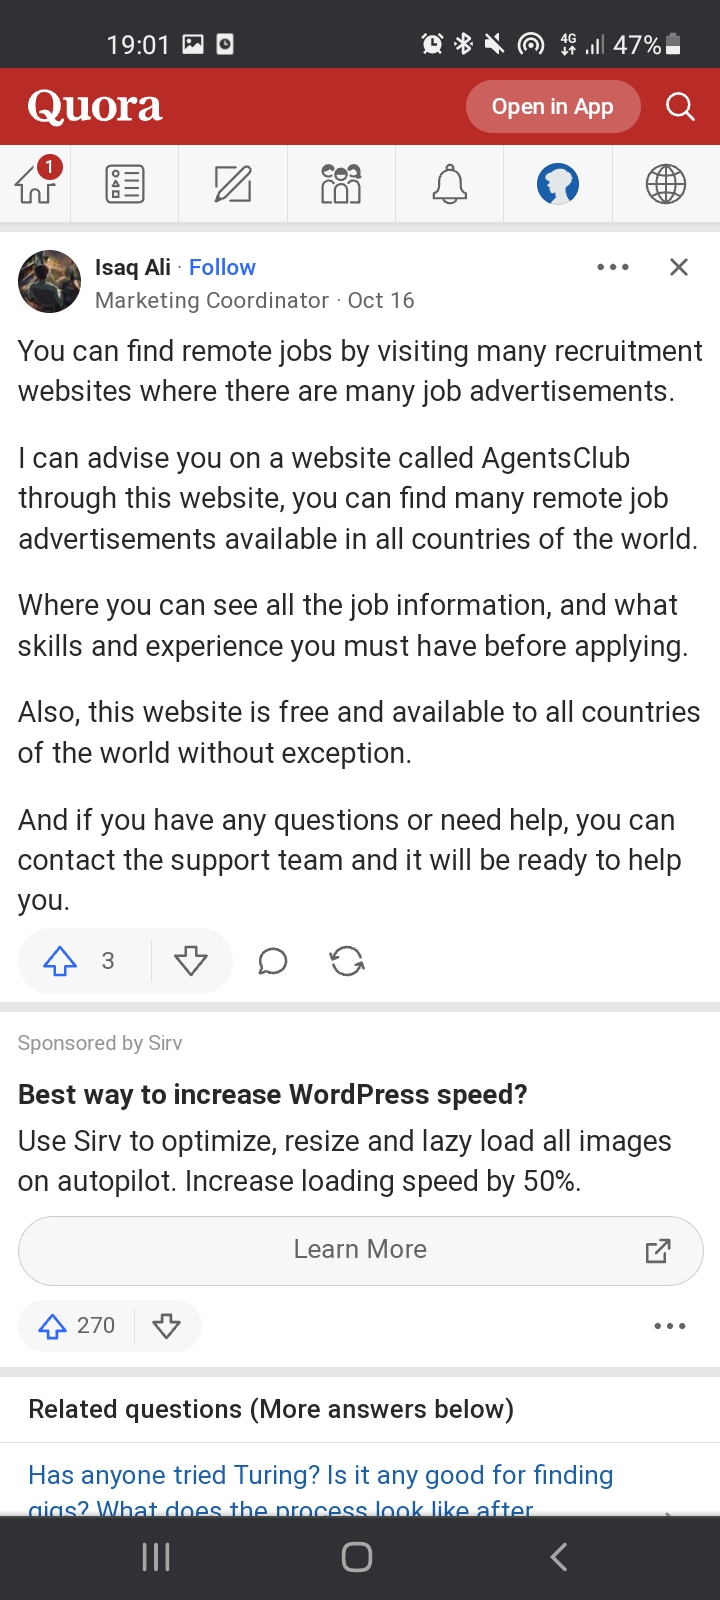 19:01
4G
47%
Quora
Open in App
1
Isaq Ali · Follow
Marketing Coordinator · Oct 16
You can find remote jobs by visiting many recruitment
websites where there are many job advertisements.
I can advise you on a website called AgentsClub
through this website, you can find many remote job
advertisements available in all countries of the world.
Where you can see all the job information, and what
skills and experience you must have before applying.
Also, this website is free and available to all countries
of the world without exception.
And if you have any questions or need help, you can
contact the support team and it will be ready to help
you.
3
Sponsored by Sirv
Best way to increase WordPress speed?
Use Sirv to optimize, resize and lazy load all images
on autopilot. Increase loading speed by 50%.
Learn More
270
Related questions (More answers below)
Has anyone tried Turing? Is it any good for finding
gigs? What does the process look like after